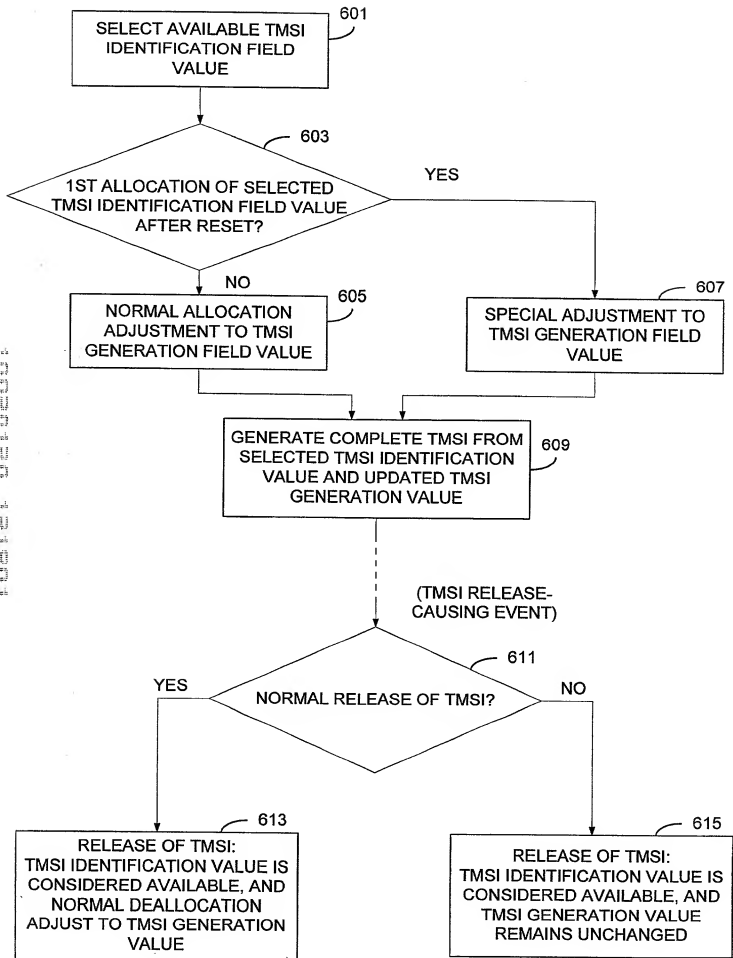 601
SELECT AVAILABLE TMSI
IDENTIFICATION FIELD
VALUE
603
1ST ALLOCATION OF SELECTED
TMSI IDENTIFICATION FIELD VALUE
AFTER RESET?
YES
NO
605
NORMAL ALLOCATION
ADJUSTMENT TO TMSI
GENERATION FIELD VALUE
607
SPECIAL ADJUSTMENT TO
TMSI GENERATION FIELD
VALUE
GENERATE COMPLETE TMSI FROM
SELECTED TMSI IDENTIFICATION
VALUE AND UPDATED TMSI
GENERATION VALUE
609
(TMSI RELEASE-
CAUSING EVENT)
611
NORMAL RELEASE OF TMSI?
YES
NO
613
RELEASE OF TMSI:
TMSI IDENTIFICATION VALUE IS
CONSIDERED AVAILABLE, AND
NORMAL DEALLOCATION
ADJUST TO TMSI GENERATION
VALUE
615
RELEASE OF TMSI:
TMSI IDENTIFICATION VALUE IS
CONSIDERED AVAILABLE, AND
TMSI GENERATION VALUE
REMAINS UNCHANGED